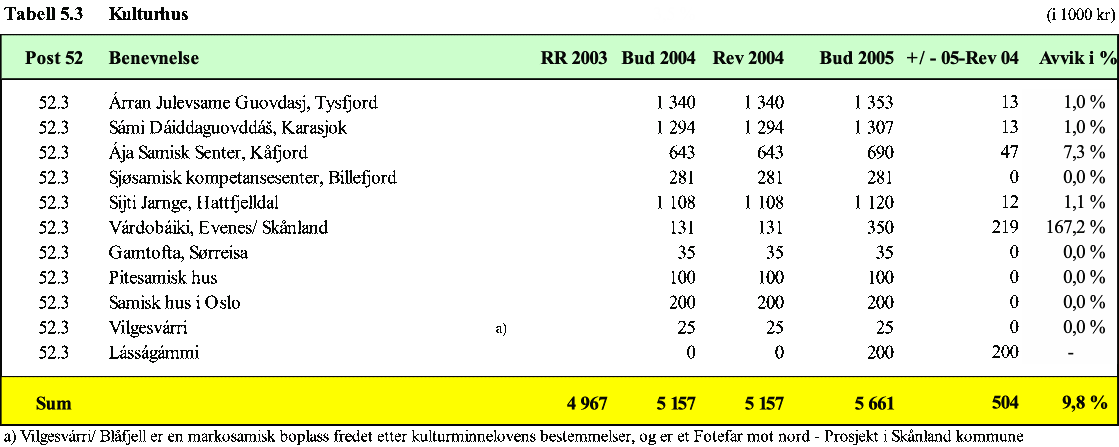 Tabell 5.3 Kulturhus (i 1000 kr)
Post 52 Benevnelse RR 2003 Bud 2004 Rev 2004 Bud 2005 +/ - 05-Rev 04 Avvik i %
52.3 Árran Julevsame Guovdasj, Tysfjord 1 340 1 340 1 353 13 1,0 %
52.3 Sámi Dáiddaguovddáš, Karasjok 1 294 1 294 1 307 13 1,0 %
52.3 Ája Samisk Senter, Kåfjord 643 643 690 47 7,3 %
52.3 Sjøsamisk kompetansesenter, Billefjord 281 281 281 0 0,0 %
52.3 Sijti Jarnge, Hattfjelldal 1 108 1 108 1 120 12 1,1 %
52.3 Várdobáiki, Evenes/ Skånland 131 131 350 219 167,2 %
52.3 Gamtofta, Sørreisa 35 35 35 0 0,0 %
52.3 Pitesamisk hus 100 100 100 0 0,0 %
52.3 Samisk hus i Oslo 200 200 200 0 0,0 %
52.3 Vilgesvárri a) 25 25 25 0 0,0 %
52.3 Lásságámmi 0 0 200 200 -
Sum 4 967 5 157 5 157 5 661 504 9,8 %
a) Vilgesvárri/ Blåfjell er en markosamisk boplass fredet etter kulturminnelovens bestemmelser, og er et Fotefar mot nord - Prosjekt i Skånland kommune